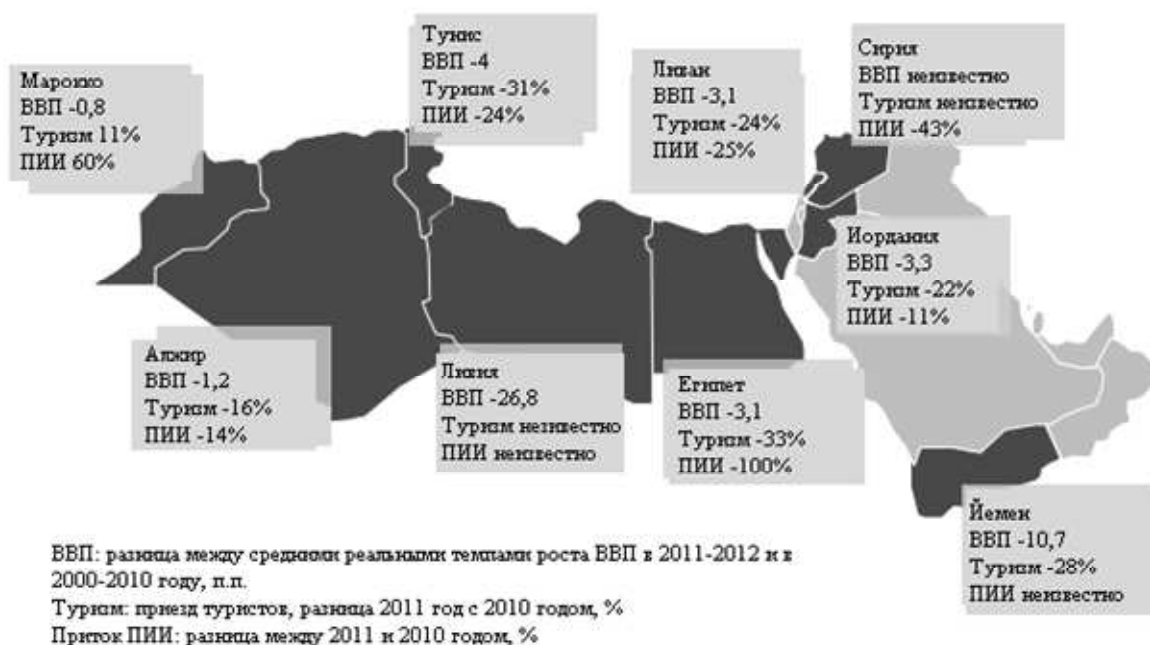 Марокко
ВВП -0,8
Туризм 11%
ПИИ 60%
Тунис
ВВП -4
Туризм -31%
ПИИ -24%
Ливан
ВВП -3,1
Туризм -24%
ПИИ -25%
Сирия
ВВП неизвестно
Туризм неизвестно
ПИИ -43%
Иордания
ВВП -3,3
Туризм -22%
ПИИ -11%
Алжир
ВВП -1,2
Туризм -16%
ПИИ -14%
Ливия
ВВП -26,8
Туризм незивестно
ПИИ неизвестно
Египет
ВВП -3,1
Туризм -33%
ПИИ -100%
Йемен
ВВП -10,7
Туризм -28%
ПИИ неизвестно
ВВП: разница между средними реальными темпами роста ВВП в 2011-2012 и в
2000-2010 году, п.п.
Туризм: приезд туристов, разница 2011 год с 2010 годом, %
Приток ПИИ: разница между 2011 и 2010 годом, %